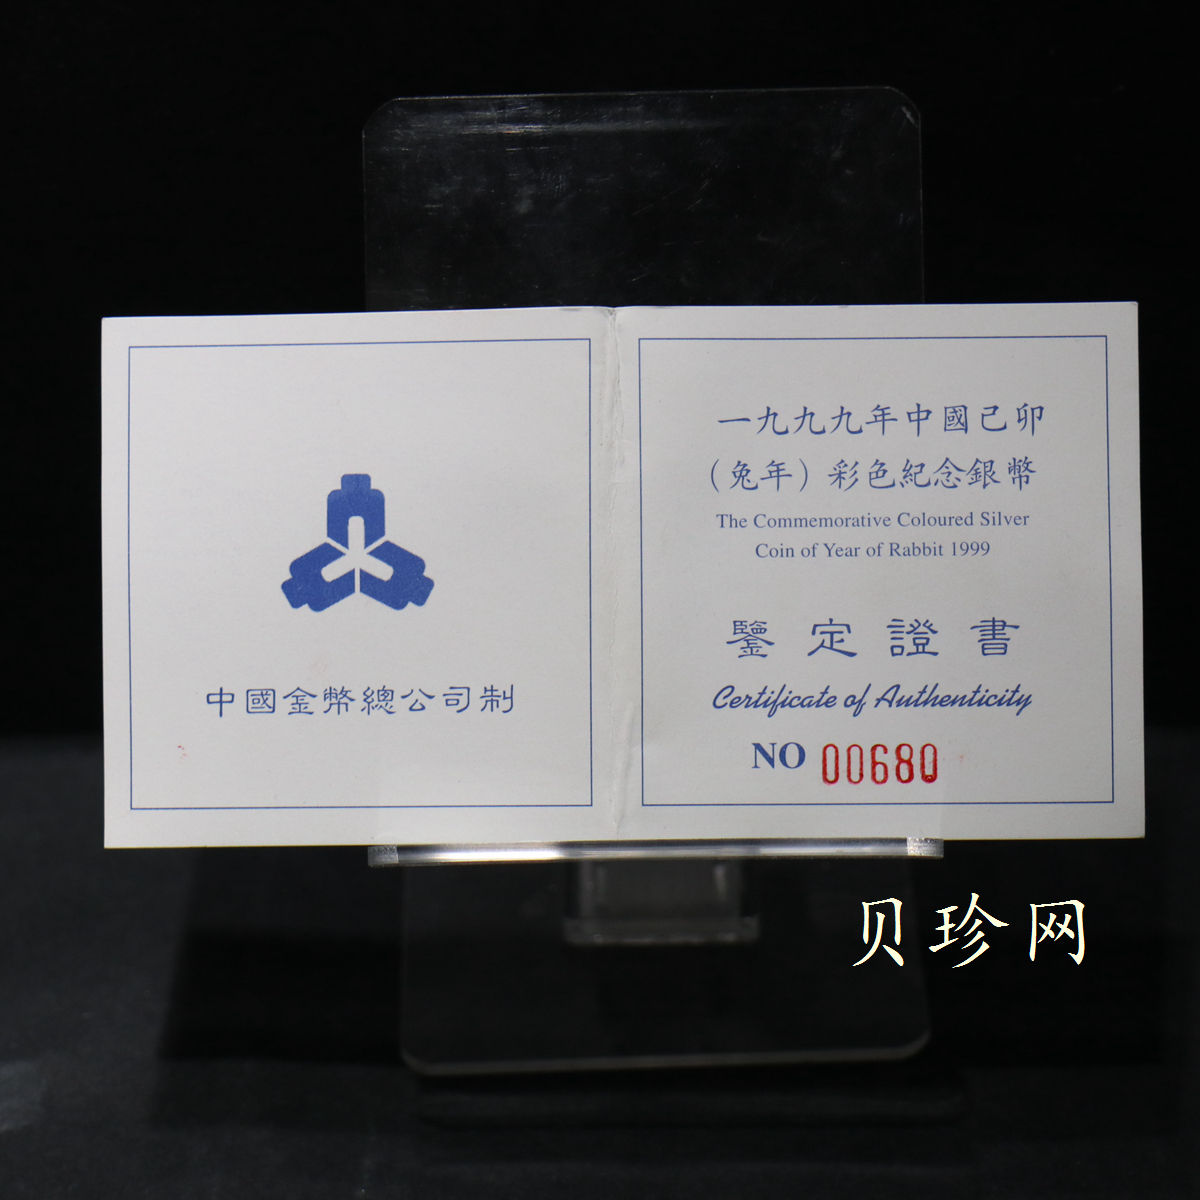 中國金幣總公司制
一九九九年中國己卯
（兔年）彩色紀念銀幣
The Commemorative Coloured Silver
Coin of Year of Rabbit 1999
鑒定證書
Certificate of Authenticity
NO 00680
贝珍网